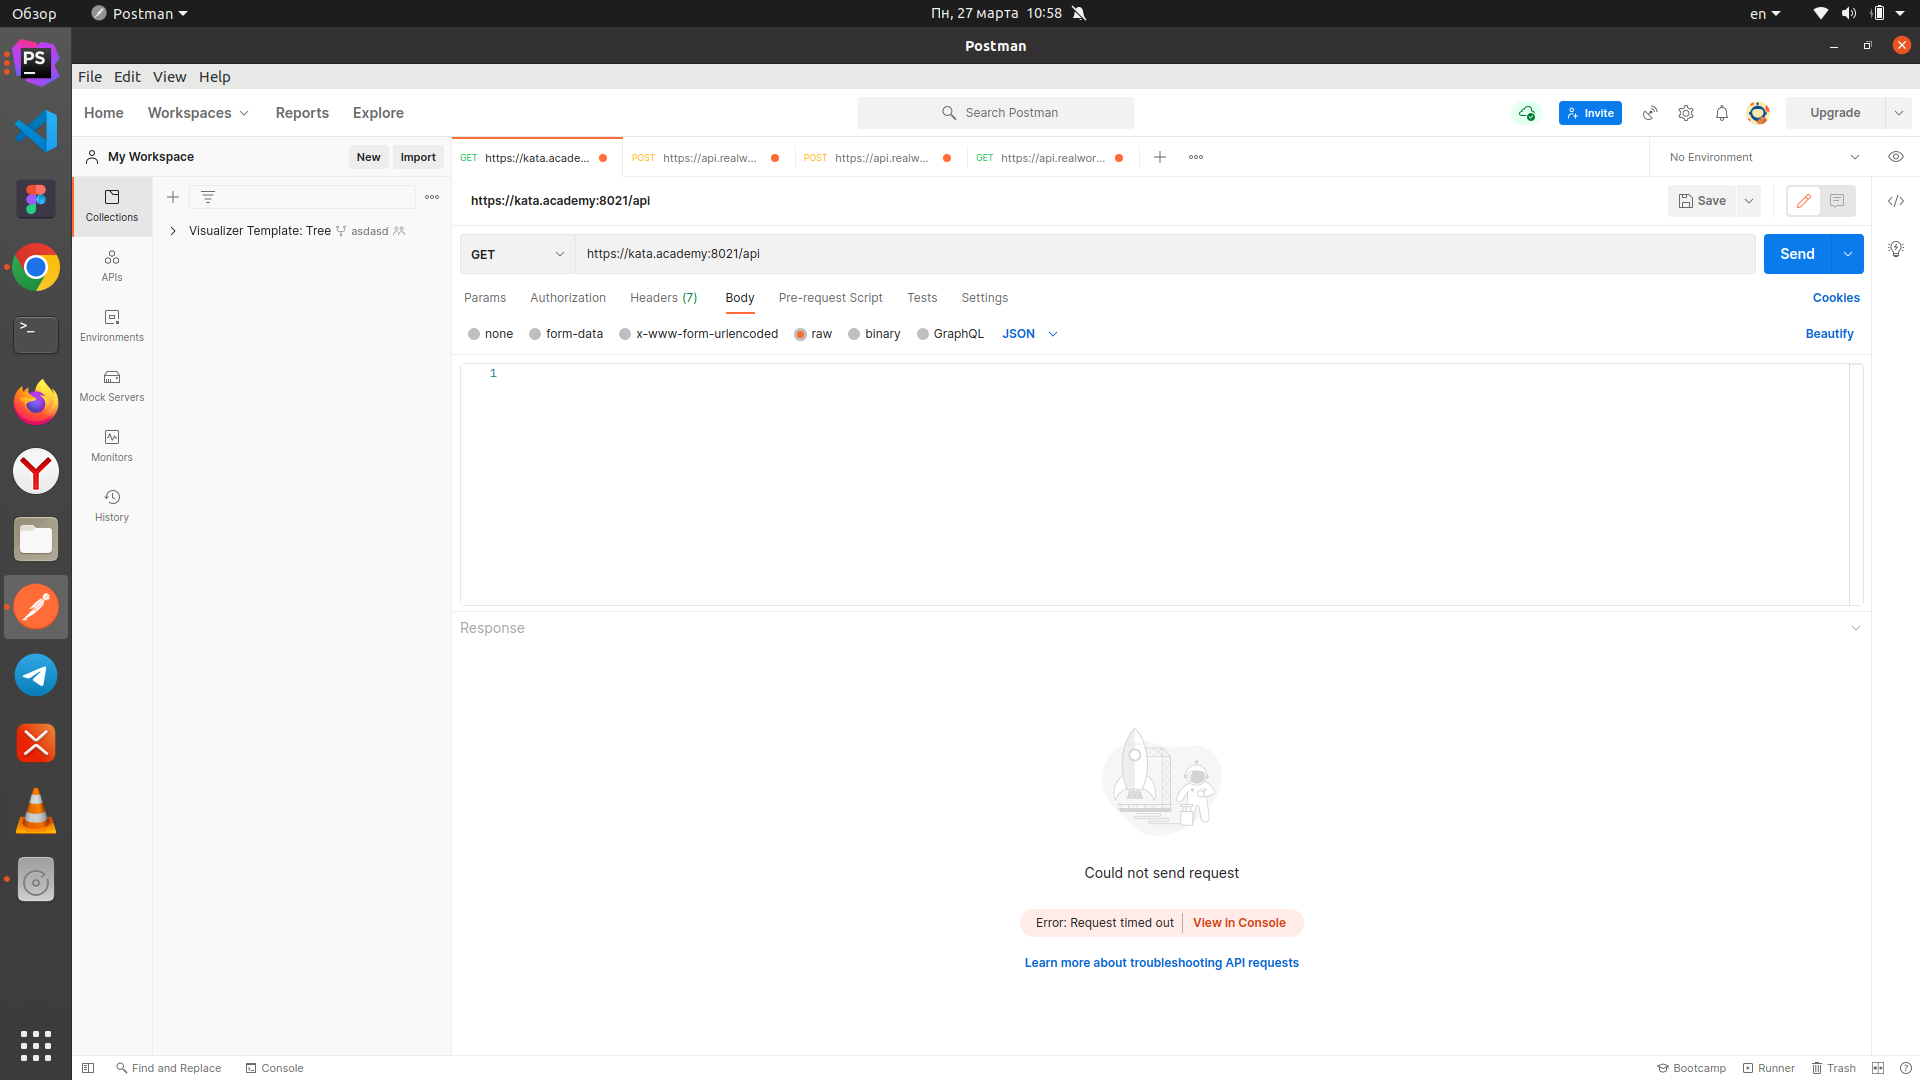 Обзор
Postman
Пн, 27 марта 10:58
en
Postman
File Edit View Help
Home Workspaces Reports Explore
Search Postman
Invite
Upgrade
My Workspace
New Import
GET https://kata.acade...
POST https://api.realw...
POST https://api.realw...
GET https://api.realwor...
No Environment
Collections
APIs
Environments
Mock Servers
Monitors
History
Visualizer Template: Tree asdasd
https://kata.academy:8021/api
Save
GET https://kata.academy:8021/api
Send
Params Authorization Headers (7) Body Pre-request Script Tests Settings
Cookies
none form-data x-www-form-urlencoded raw binary GraphQL JSON
Beautify
1
Response
Could not send request
Error: Request timed out View in Console
Learn more about troubleshooting API requests
Find and Replace Console
Bootcamp Runner Trash
PS
>_